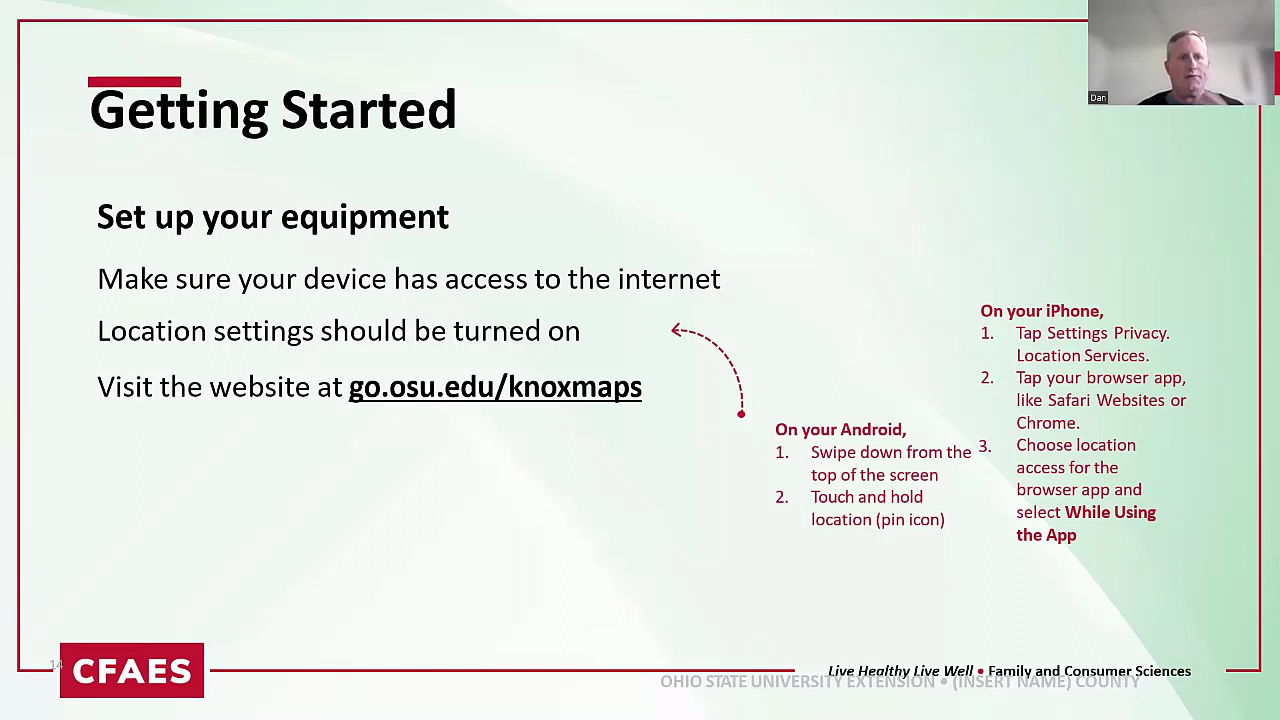 Dan
Getting Started
Set up your equipment
Make sure your device has access to the internet
Location settings should be turned on
Visit the website at go.osu.edu/knoxmaps
On your Android,
1. Swipe down from the
top of the screen
2. Touch and hold
location (pin icon)
On your iPhone,
1. Tap Settings Privacy.
Location Services.
2. Tap your browser app,
like Safari Websites or
Chrome.
3. Choose location
access for the
browser app and
select While Using
the App
14
CFAES
Live Healthy Live Well • Family and Consumer Sciences
OHIO STATE UNIVERSITY EXTENSION • (INSERT NAME) COUNTY